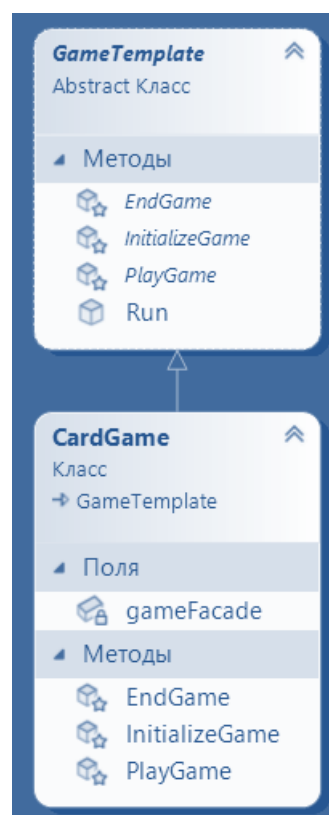 GameTemplate
Abstract Класс
Методы
EndGame
InitializeGame
PlayGame
Run
CardGame
Класс
GameTemplate
Поля
gameFacade
Методы
EndGame
InitializeGame
PlayGame